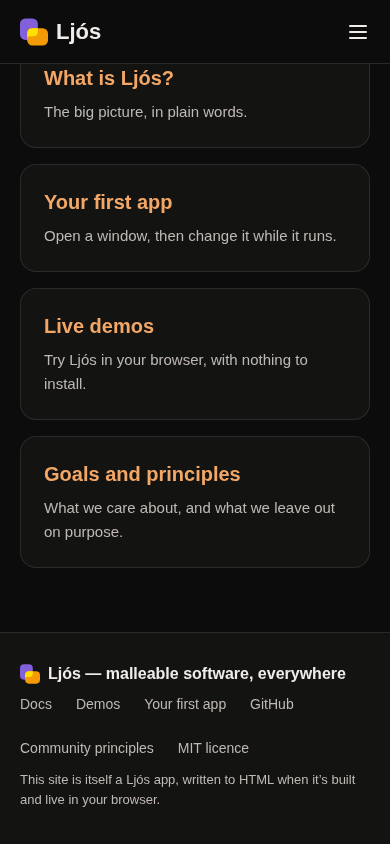 Ljós
What is Ljós?
The big picture, in plain words.
Your first app
Open a window, then change it while it runs.
Live demos
Try Ljós in your browser, with nothing to
install.
Goals and principles
What we care about, and what we leave out
on purpose.
Ljós — malleable software, everywhere
Docs Demos Your first app GitHub
Community principles MIT licence
This site is itself a Ljós app, written to HTML when it's built
and live in your browser.